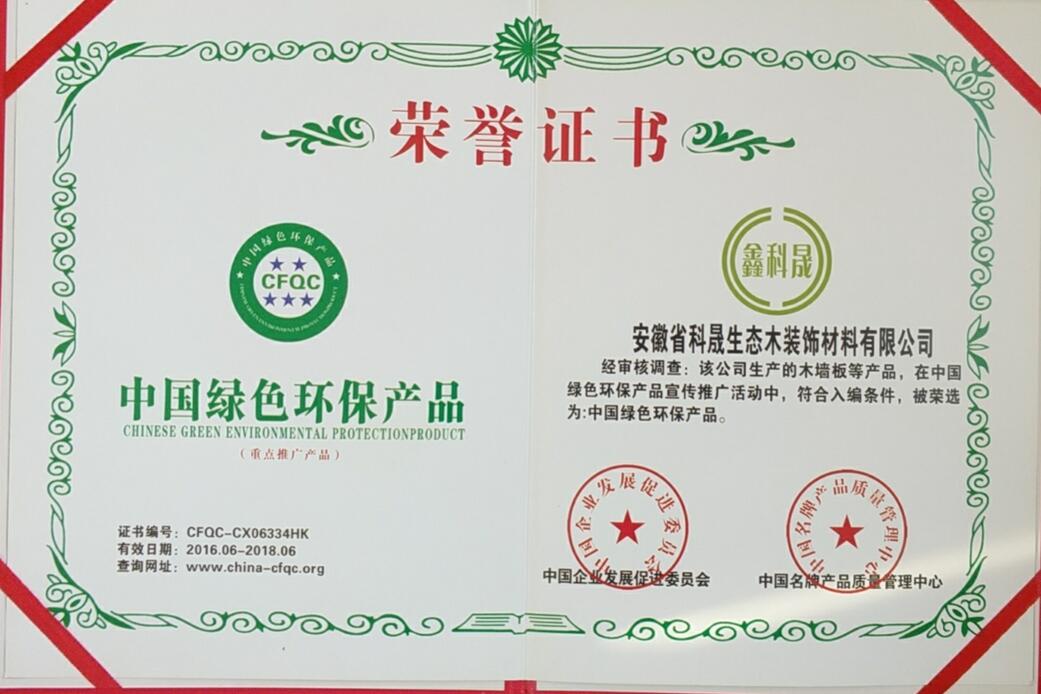 荣誉证书
中国绿色环保产品
CFQC
中国绿色环保产品
CHINESE GREEN ENVIRONMENTAL PROTECTIONPRODUCT
(重点推广产品)
证书编号：CFQC-CX06334HK
有效日期：2016.06-2018.06
查询网址：www.china-cfqc.org
鑫科晟
安徽省科晟生态木装饰材料有限公司
经审核调查：该公司生产的木墙板等产品，在中国
绿色环保产品宣传推广活动中，符合入编条件，被荣选
为:中国绿色环保产品。
中国企业发展促进委员会
中国企业发展促进委员会
中国名牌产品质量管理中心
中国名牌产品质量管理中心